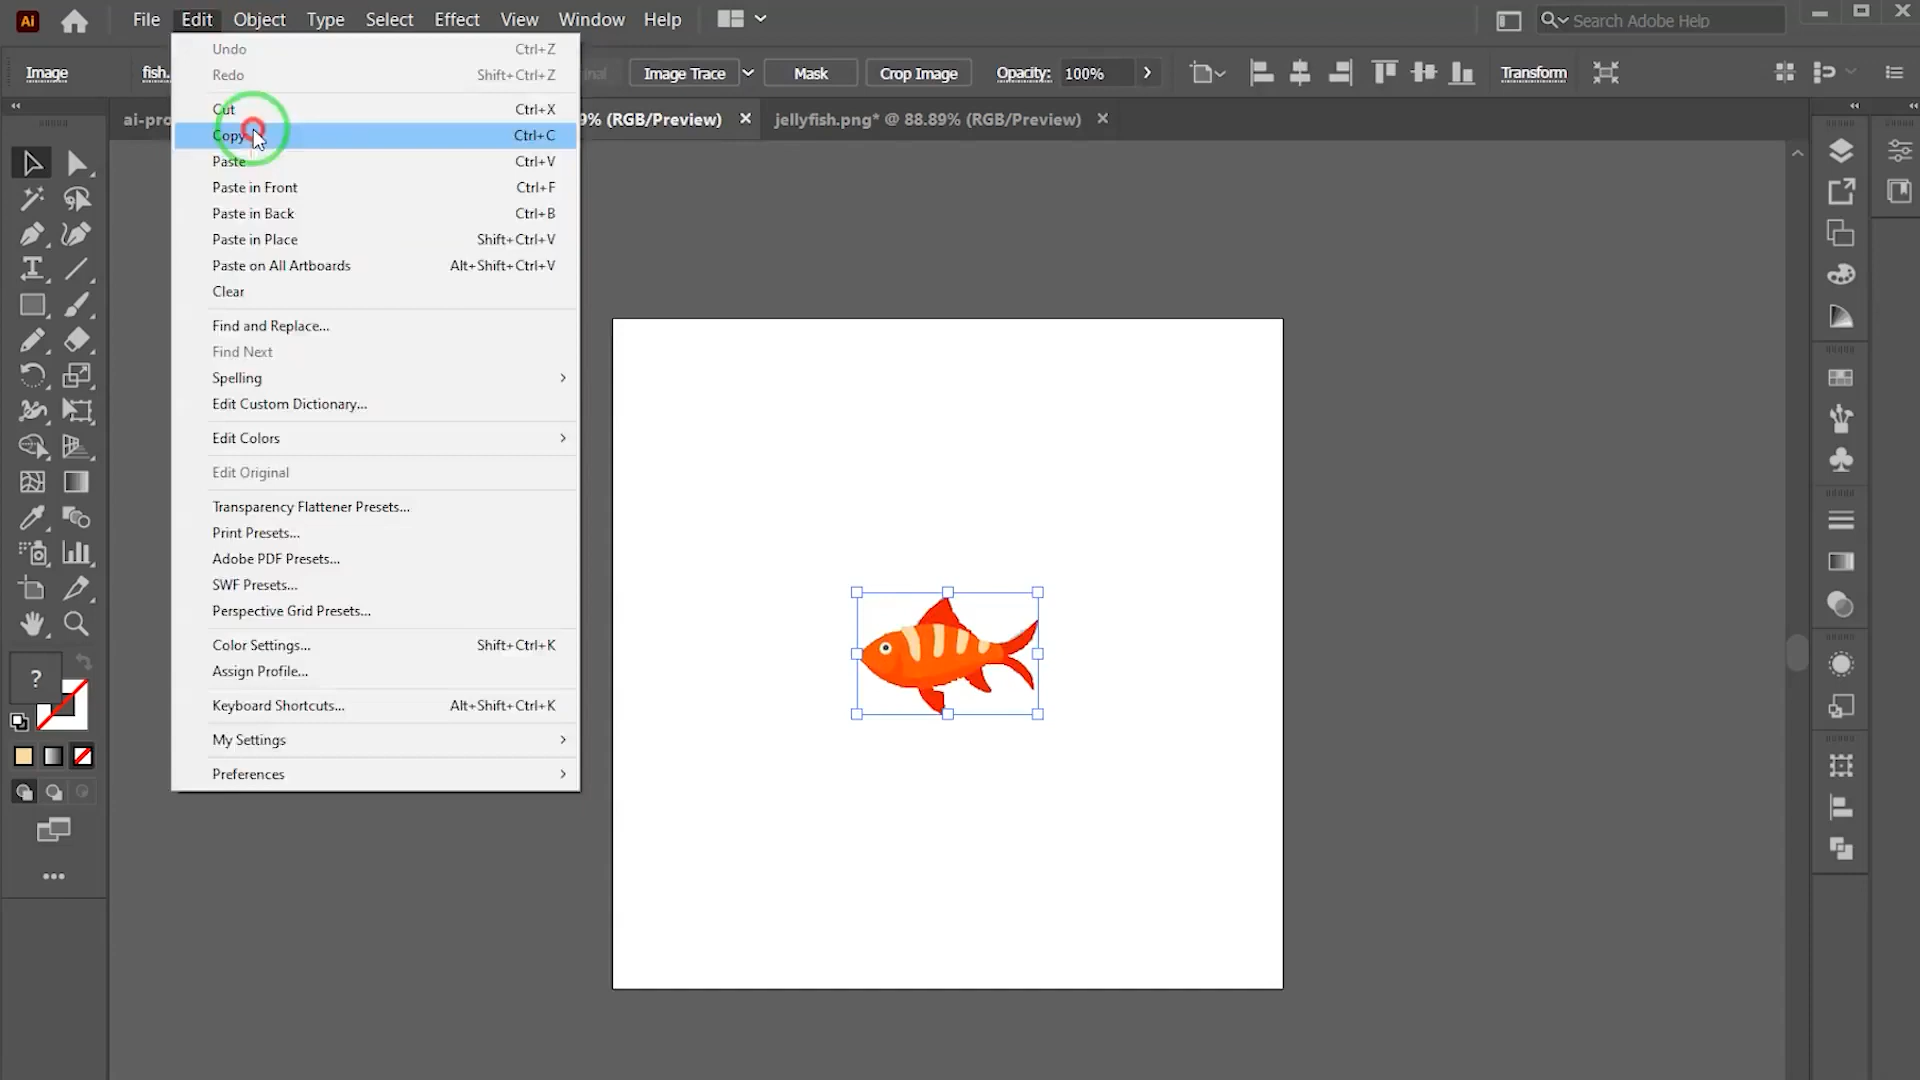 Ai File Edit Object Type Select Effect View Window Help Search Adobe Help
Image fish. Image Trace Mask Crop Image Opacity: 100% Transform
9% (RGB/Preview) × jellyfish.png* @ 88.89% (RGB/Preview) ×
Undo Ctrl+Z
Redo Shift+Ctrl+Z
Cut Ctrl+X
Copy Ctrl+C
Paste Ctrl+V
Paste in Front Ctrl+F
Paste in Back Ctrl+B
Paste in Place Shift+Ctrl+V
Paste on All Artboards Alt+Shift+Ctrl+V
Clear
Find and Replace...
Find Next
Spelling
Edit Custom Dictionary...
Edit Colors
Edit Original
Transparency Flattener Presets...
Print Presets...
Adobe PDF Presets...
SWF Presets...
Perspective Grid Presets...
Color Settings... Shift+Ctrl+K
Assign Profile...
Keyboard Shortcuts... Alt+Shift+Ctrl+K
My Settings
Preferences
?